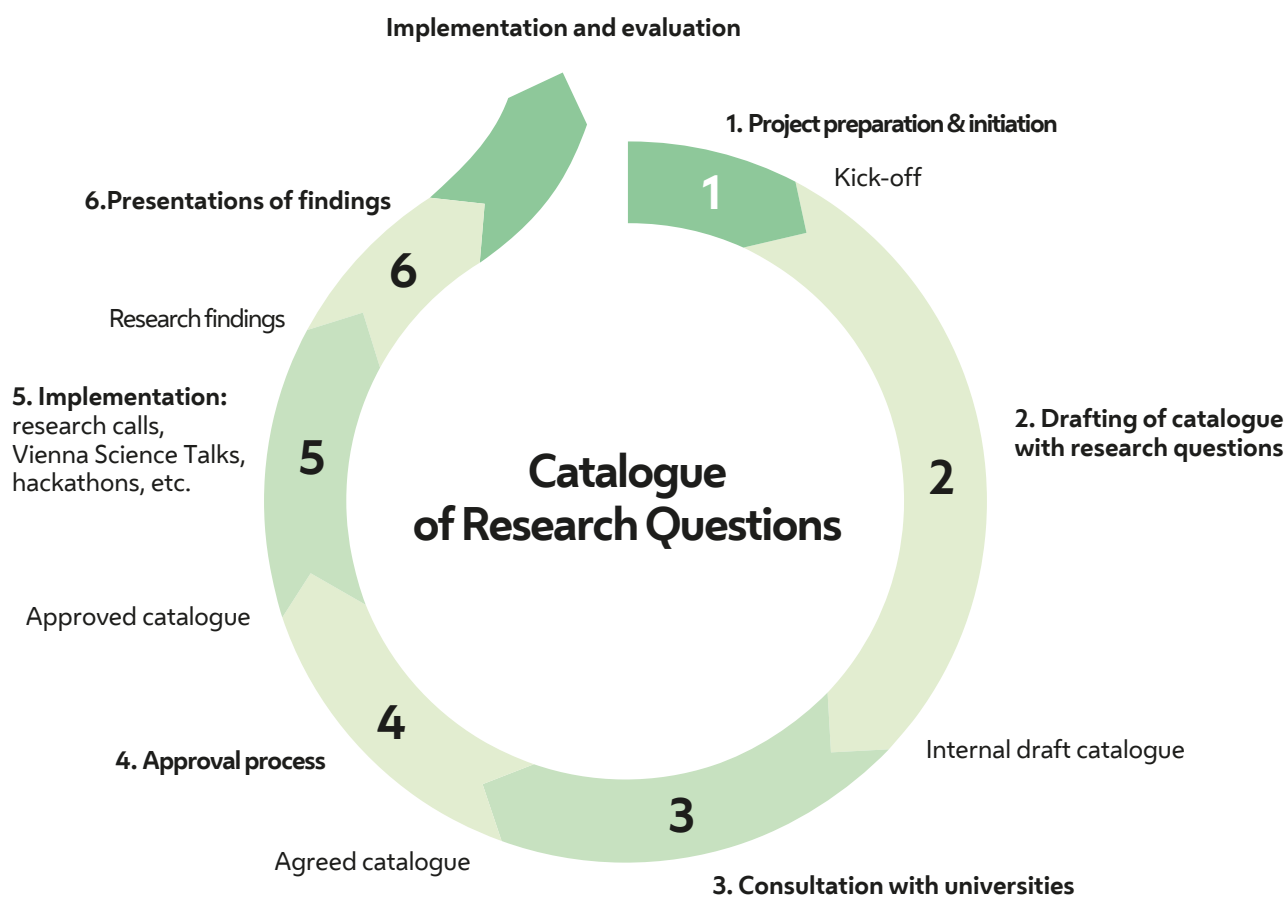 Implementation and evaluation
1. Project preparation & initiation
1
Kick-off
2. Drafting of catalogue
with research questions
2
Internal draft catalogue
3
3. Consultation with universities
Agreed catalogue
4
4. Approval process
Approved catalogue
5
5. Implementation:
research calls,
Vienna Science Talks,
hackathons, etc.
Research findings
6
6.Presentations of findings
Catalogue
of Research Questions